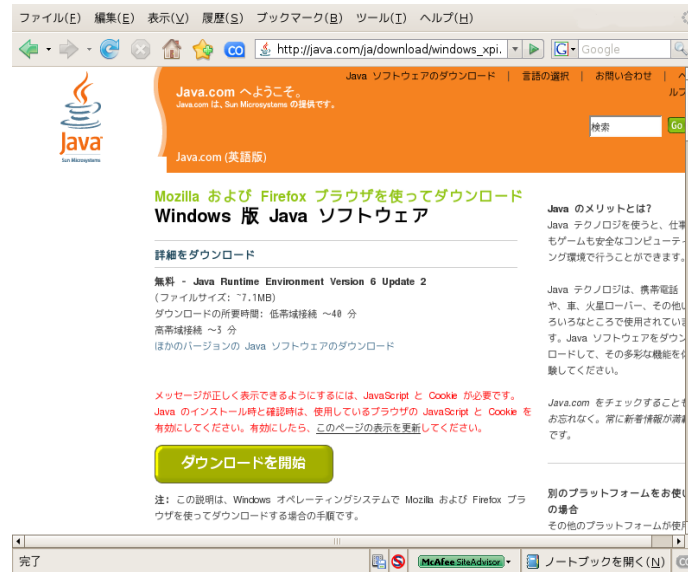 ファイル(F) 編集(E) 表示(V) 履歴(S) ブックマーク(B) ツール(T) ヘルプ(H)
http://java.com/ja/download/windows_xpi.
G Google
Java ソフトウェアのダウンロード | 言語の選択 | お問い合わせ | ヘ
ルプ
Java.com へようこそ。
Java.com は、Sun Microsystems の提供です。
Java
Sun Microsystems
検索 Go
Java.com (英語版)
Mozilla および Firefox ブラウザを使ってダウンロード
Windows 版 Java ソフトウェア
詳細をダウンロード
無料 - Java Runtime Environment Version 6 Update 2
(ファイルサイズ: ~7.1MB)
ダウンロードの所要時間: 低帯域接続 ～40 分
高帯域接続 ～3 分
ほかのバージョンの Java ソフトウェアのダウンロード
メッセージが正しく表示できるようにするには、JavaScript と Cookie が必要です。
Java のインストール時と確認時は、使用しているブラウザの JavaScript と Cookie を
有効にしてください。有効にしたら、このページの表示を更新してください。
ダウンロードを開始
注: この説明は、Windows オペレーティングシステムで Mozilla および Firefox ブラ
ウザを使ってダウンロードする場合の手順です。
Java のメリットとは?
Java テクノロジを使うと、仕事
もゲームも安全なコンピューティ
ング環境で行うことができます。
Java テクノロジは、携帯電話
や、車、火星ローバー、その他い
ろいろなところで使用されていま
す。Java ソフトウェアをダウン
ロードして、その多彩な機能を体
験してください。
Java.com をチェックすることも
お忘れなく。常に新着情報が満載
です。
別のプラットフォームをお使い
の場合
その他のプラットフォームが使用
完了
McAfee SiteAdvisor
ノートブックを開く(N)